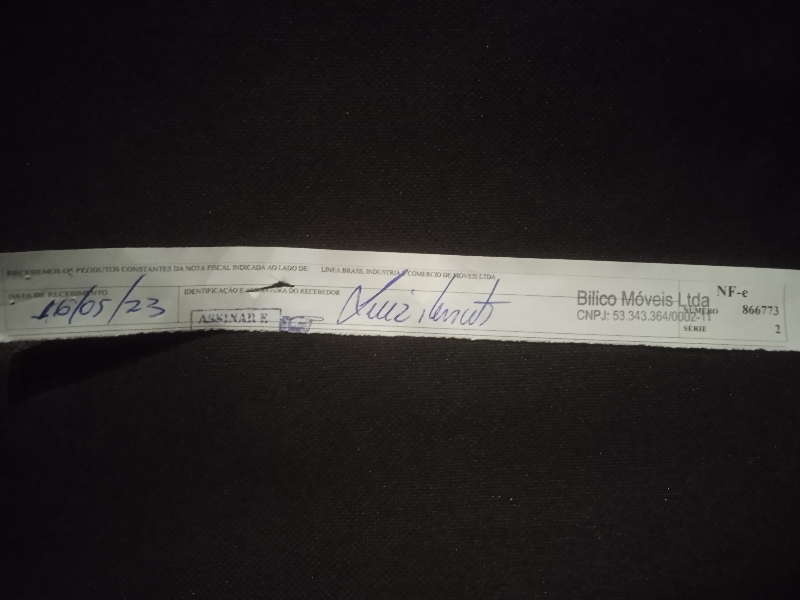 RECEBEMOS OS PRODUTOS CONSTANTES DA NOTA FISCAL INDICADA AO LADO DE: LINEA BRASIL INDUSTRIA E COMERCIO DE MOVEIS LTDA
DATA DE RECEBIMENTO
16/05/23
IDENTIFICAÇÃO E ASSINATURA DO RECEBEDOR
ASSINAR E
Luiz
Bilico Móveis Ltda
CNPJ: 53.343.364/0002-11
NF-e
NÚMERO 866773
SÉRIE 2